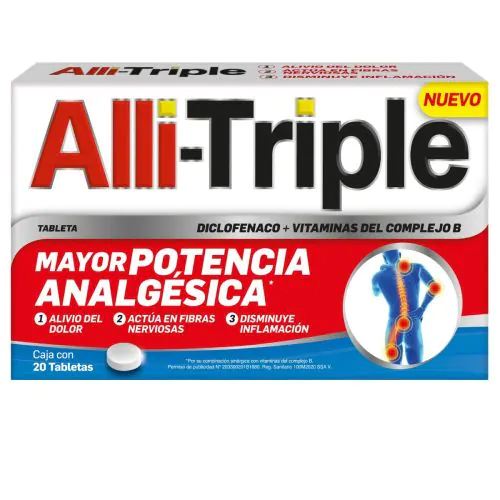 Alli-Triple
1 ALIVIO DEL DOLOR
2 ACTÚA EN FIBRAS NERVIOSAS
3 DISMINUYE INFLAMACIÓN
NUEVO
Alli-Triple
TABLETA
DICLOFENACO + VITAMINAS DEL COMPLEJO B
MAYOR POTENCIA
ANALGÉSICA*
1 ALIVIO DEL
DOLOR
2 ACTÚA EN FIBRAS
NERVIOSAS
3 DISMINUYE
INFLAMACIÓN
Caja con
20 Tabletas
*Por su combinación sinérgica con vitaminas del complejo B.